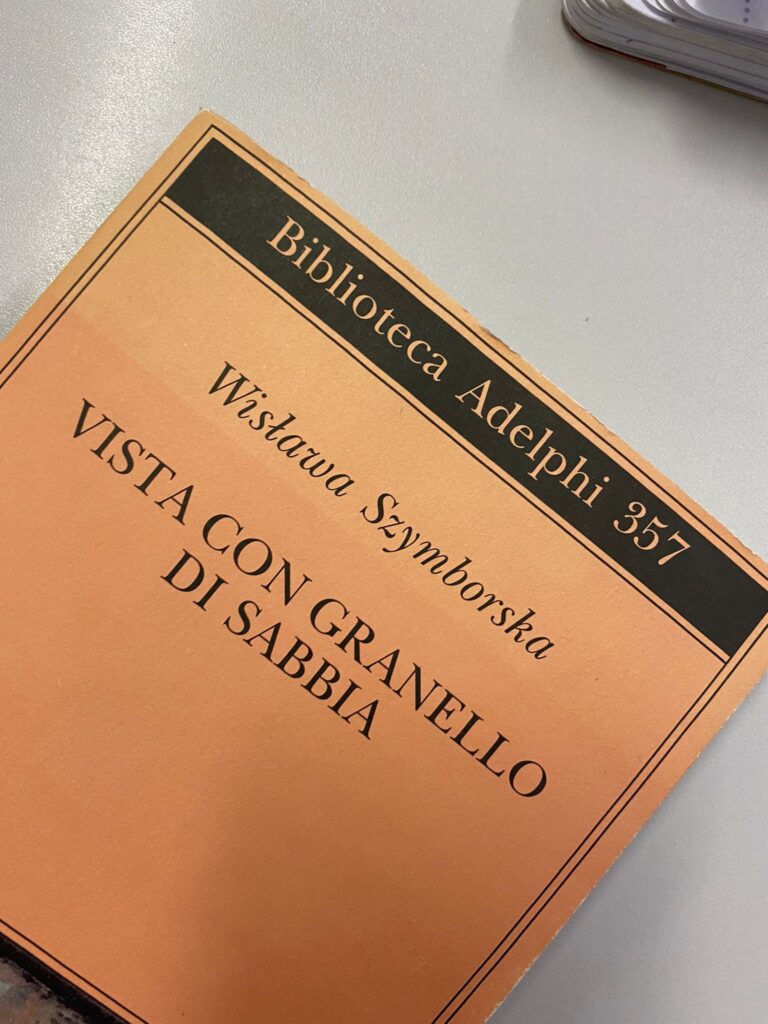 Biblioteca Adelphi 357
Wisława Szymborska
VISTA CON GRANELLO
DI SABBIA